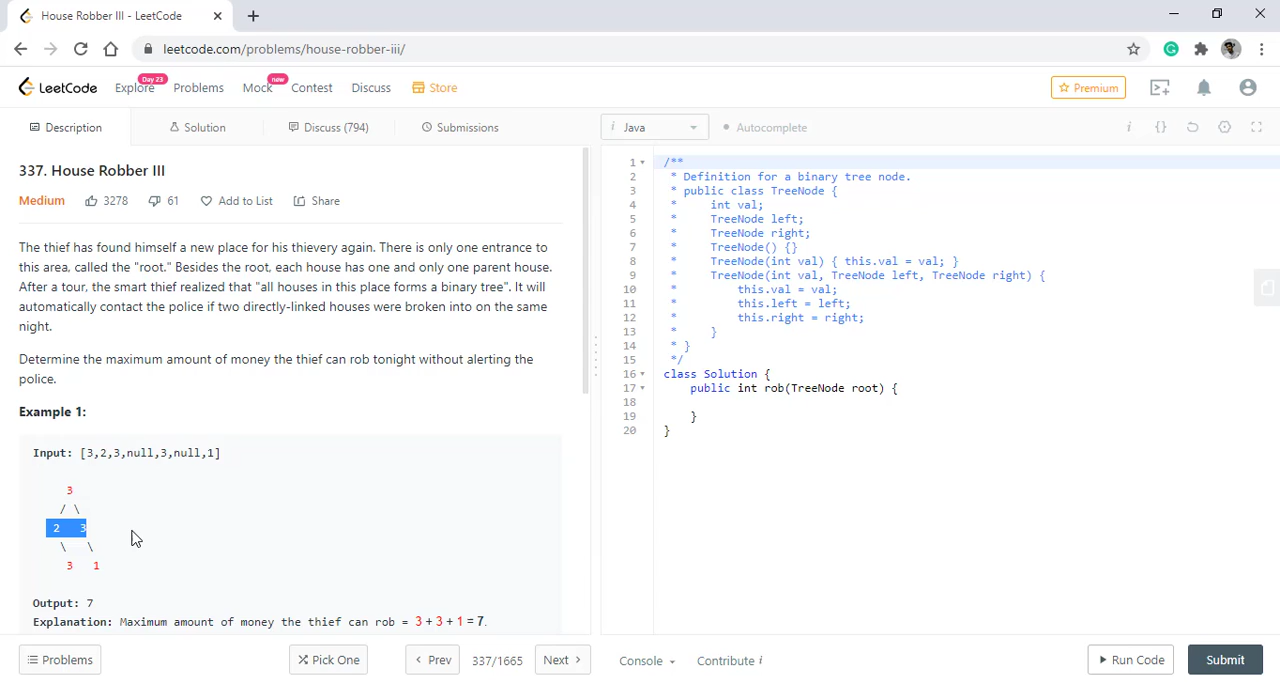 House Robber III - LeetCode
leetcode.com/problems/house-robber-iii/
LeetCode Explore Day 23 Problems Mock new Contest Discuss Store Premium
Description Solution Discuss (794) Submissions
i Java Autocomplete i {}
337. House Robber III
Medium 3278 61 Add to List Share
The thief has found himself a new place for his thievery again. There is only one entrance to
this area, called the "root." Besides the root, each house has one and only one parent house.
After a tour, the smart thief realized that "all houses in this place forms a binary tree". It will
automatically contact the police if two directly-linked houses were broken into on the same
night.
Determine the maximum amount of money the thief can rob tonight without alerting the
police.
Example 1:
Input: [3,2,3,null,3,null,1]
3
/ \
2 3
\ \
3 1
Output: 7
Explanation: Maximum amount of money the thief can rob = 3 + 3 + 1 = 7.
1 /**
2 * Definition for a binary tree node.
3 * public class TreeNode {
4 * int val;
5 * TreeNode left;
6 * TreeNode right;
7 * TreeNode() {}
8 * TreeNode(int val) { this.val = val; }
9 * TreeNode(int val, TreeNode left, TreeNode right) {
10 * this.val = val;
11 * this.left = left;
12 * this.right = right;
13 * }
14 * }
15 */
16 class Solution {
17 public int rob(TreeNode root) {
18
19 }
20 }
Problems Pick One Prev 337/1665 Next Console Contribute i Run Code Submit